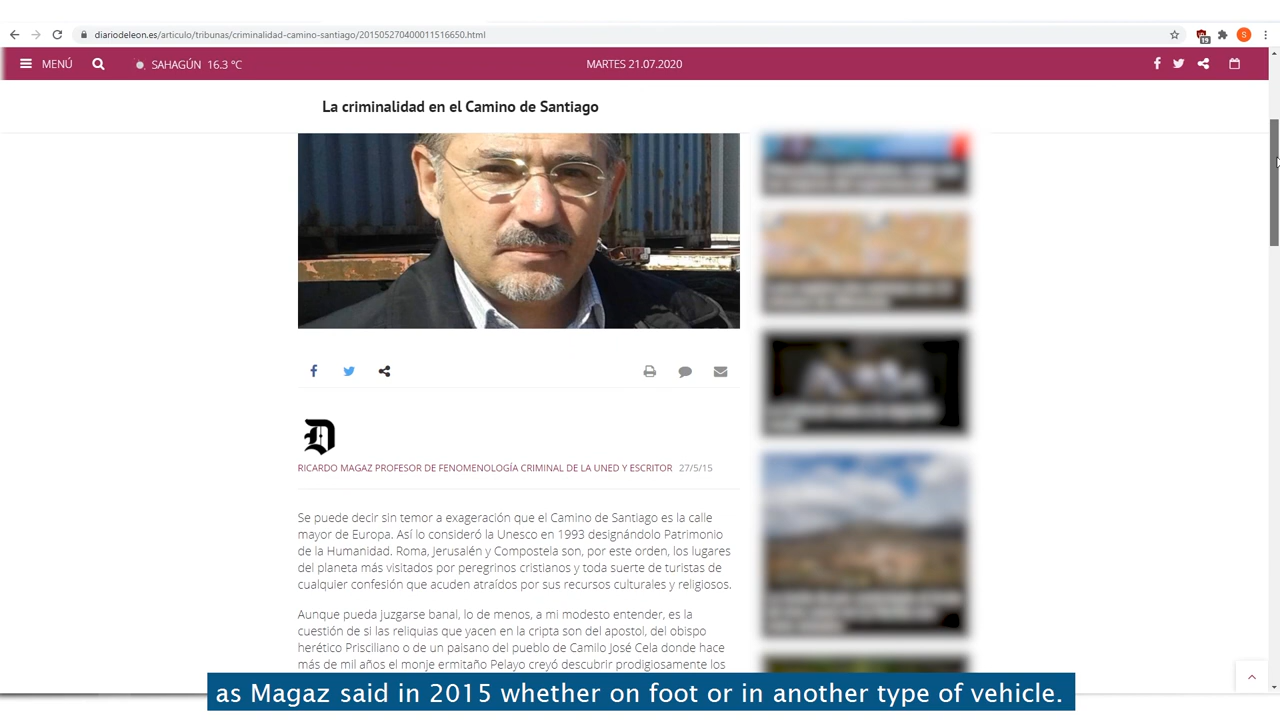 diariodeleon.es/articulo/tribunas/criminalidad-camino-santiago/201505270400011516650.html
19
S
MENÚ
SAHAGÚN 16.3 ºC
MARTES 21.07.2020
La criminalidad en el Camino de Santiago
D
RICARDO MAGAZ PROFESOR DE FENOMENOLOGÍA CRIMINAL DE LA UNED Y ESCRITOR 27/5/15
Se puede decir sin temor a exageración que el Camino de Santiago es la calle
mayor de Europa. Así lo consideró la Unesco en 1993 designándolo Patrimonio
de la Humanidad. Roma, Jerusalén y Compostela son, por este orden, los lugares
del planeta más visitados por peregrinos cristianos y toda suerte de turistas de
cualquier confesión que acuden atraídos por sus recursos culturales y religiosos.
Aunque pueda juzgarse banal, lo de menos, a mi modesto entender, es la
cuestión de si las reliquias que yacen en la cripta son del apostol, del obispo
herético Prisciliano o de un paisano del pueblo de Camilo José Cela donde hace
más de mil años el monje ermitaño Pelayo creyó descubrir prodigiosamente los
as Magaz said in 2015 whether on foot or in another type of vehicle.